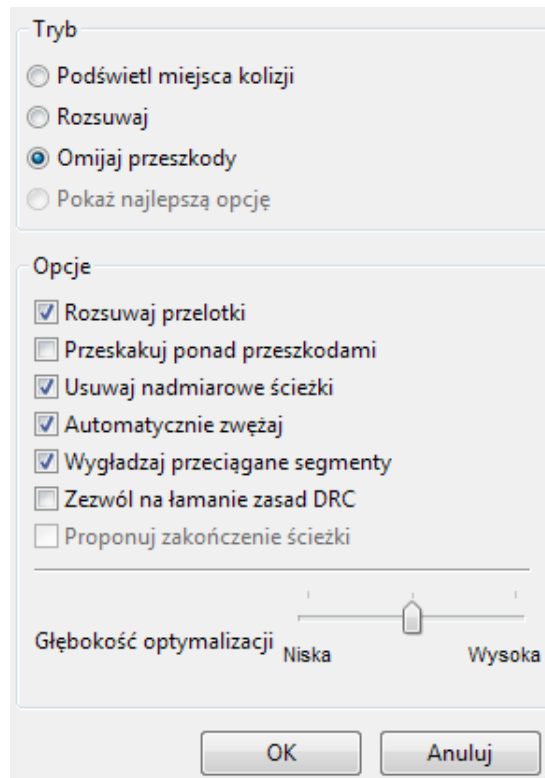 Tryb
Podświetl miejsca kolizji
Rozsuwaj
Omijaj przeszkody
Pokaż najlepszą opcję
Opcje
Rozsuwaj przelotki
Przeskakuj ponad przeszkodami
Usuwaj nadmiarowe ścieżki
Automatycznie zwężaj
Wygładzaj przeciągane segmenty
Zezwól na łamanie zasad DRC
Proponuj zakończenie ścieżki
Głębokość optymalizacji Niska Wysoka
OK Anuluj